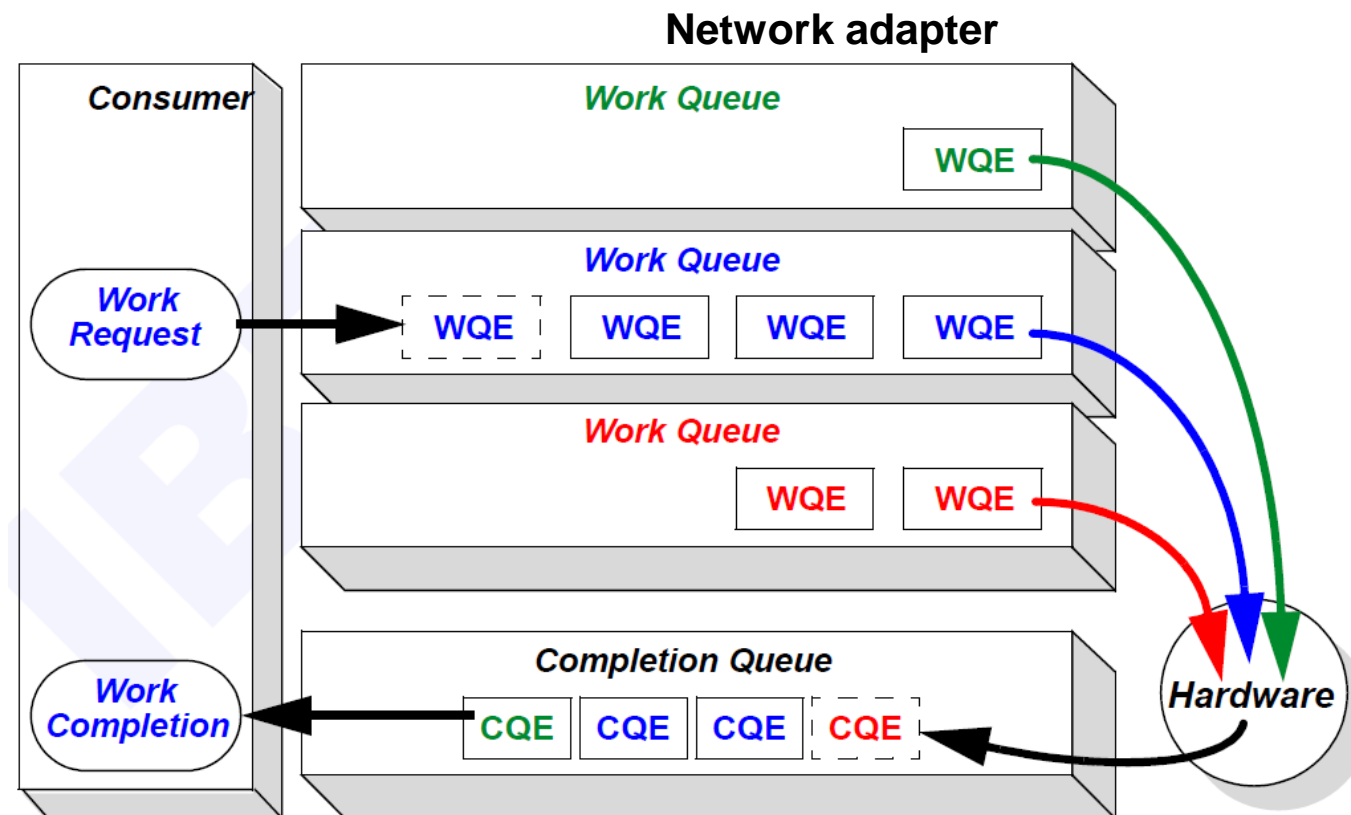 Network adapter
Consumer
Work Queue
WQE
Work Queue
Work
Request
WQE WQE WQE WQE
Work Queue
WQE WQE
Completion Queue
Work
Completion
CQE CQE CQE CQE
Hardware